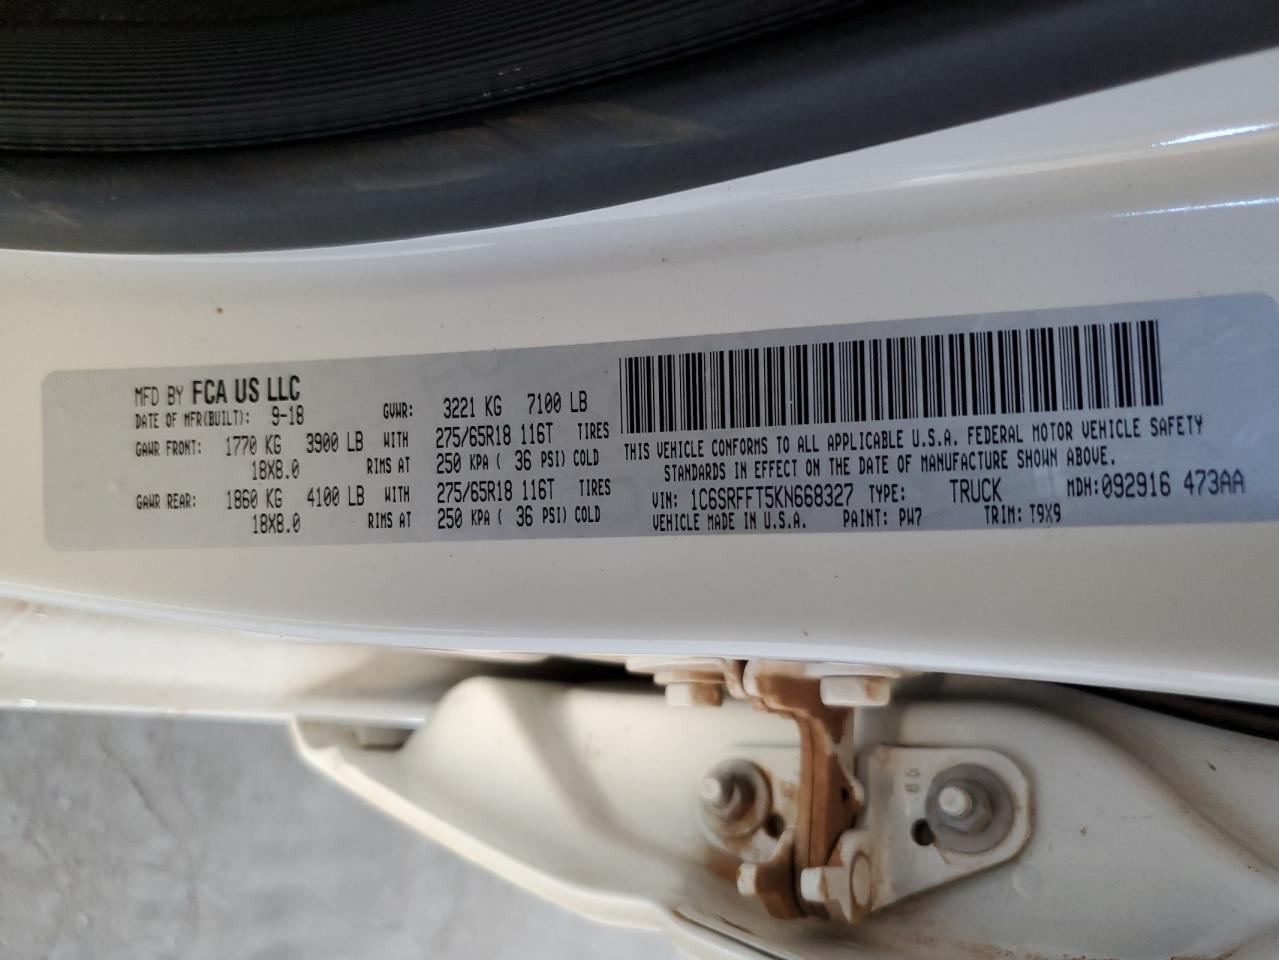 MFD BY FCA US LLC
DATE OF MFR(BUILT): 9-18 GVWR: 3221 KG 7100 LB
GAWR FRONT: 1770 KG 3900 LB WITH 275/65R18 116T TIRES
18X8.0 RIMS AT 250 KPA ( 36 PSI) COLD
GAWR REAR: 1860 KG 4100 LB WITH 275/65R18 116T TIRES
18X8.0 RIMS AT 250 KPA ( 36 PSI) COLD
THIS VEHICLE CONFORMS TO ALL APPLICABLE U.S.A. FEDERAL MOTOR VEHICLE SAFETY
STANDARDS IN EFFECT ON THE DATE OF MANUFACTURE SHOWN ABOVE.
VIN: 1C6SRFFT5KN668327 TYPE: TRUCK MDH: 092916 473AA
VEHICLE MADE IN U.S.A. PAINT: PW7 TRIM: T9X9